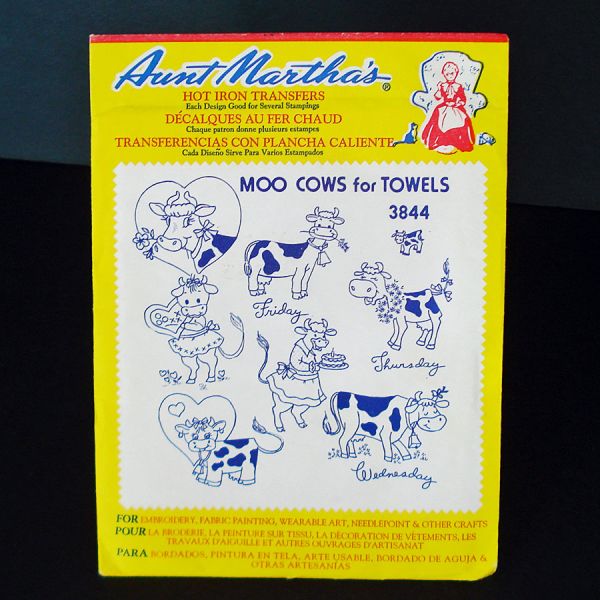 Aunt Martha's®
HOT IRON TRANSFERS
Each Design Good for Several Stampings
DÉCALQUES AU FER CHAUD
Chaque patron donne plusieurs estampes
TRANSFERENCIAS CON PLANCHA CALIENTE
Cada Diseño Sirve Para Varios Estampados
MOO COWS for TOWELS
3844
Friday
Thursday
Wednesday
FOR EMBROIDERY, FABRIC PAINTING, WEARABLE ART, NEEDLEPOINT & OTHER CRAFTS
POUR LA BRODERIE, LA PEINTURE SUR TISSU, LA DÉCORATION DE VÊTEMENTS, LES
TRAVAUX D'AIGUILLE ET AUTRES OUVRAGES D'ARTISANAT
PARA BORDADOS, PINTURA EN TELA, ARTE USABLE, BORDADO DE AGUJA &
OTRAS ARTESANÍAS